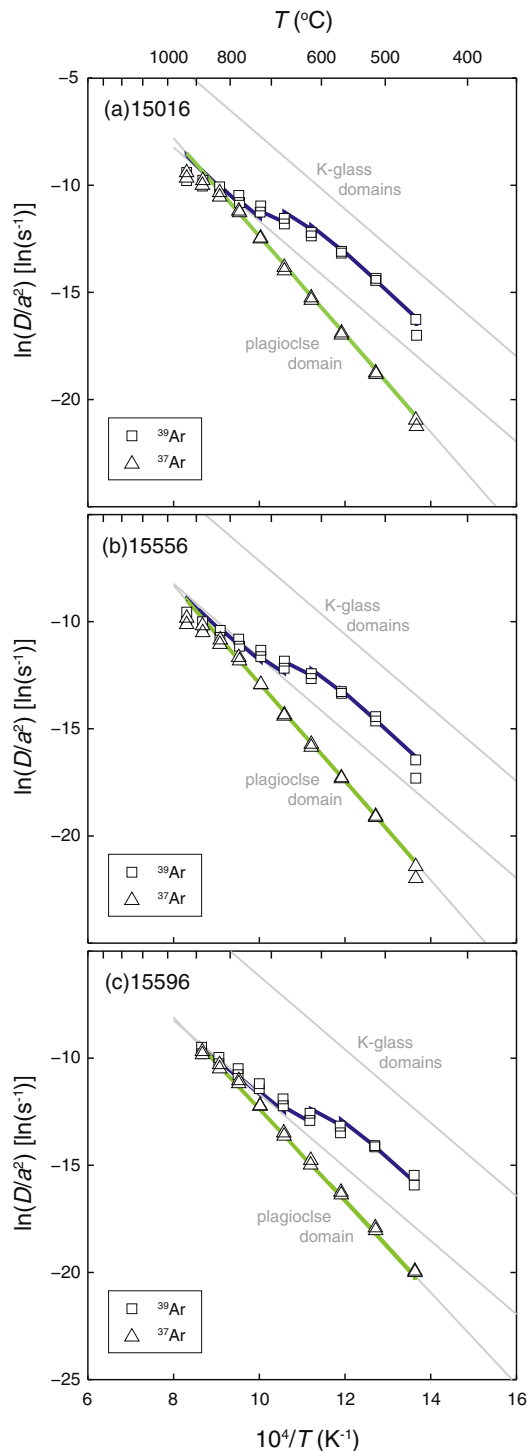 T (°C)
1000 800 600 500 400 300
−5
(a)15016
K-glass
domains
−10
ln(D/a²) [ln(s⁻¹)]
−15
plagioclse
domain
−20
³⁹Ar
³⁷Ar
(b)15556
K-glass
domains
−10
ln(D/a²) [ln(s⁻¹)]
−15
plagioclse
domain
−20
³⁹Ar
³⁷Ar
(c)15596
K-glass
domains
−10
ln(D/a²) [ln(s⁻¹)]
−15
plagioclse
domain
−20
³⁹Ar
³⁷Ar
−25
6 8 10 12 14 16
10⁴/T (K⁻¹)